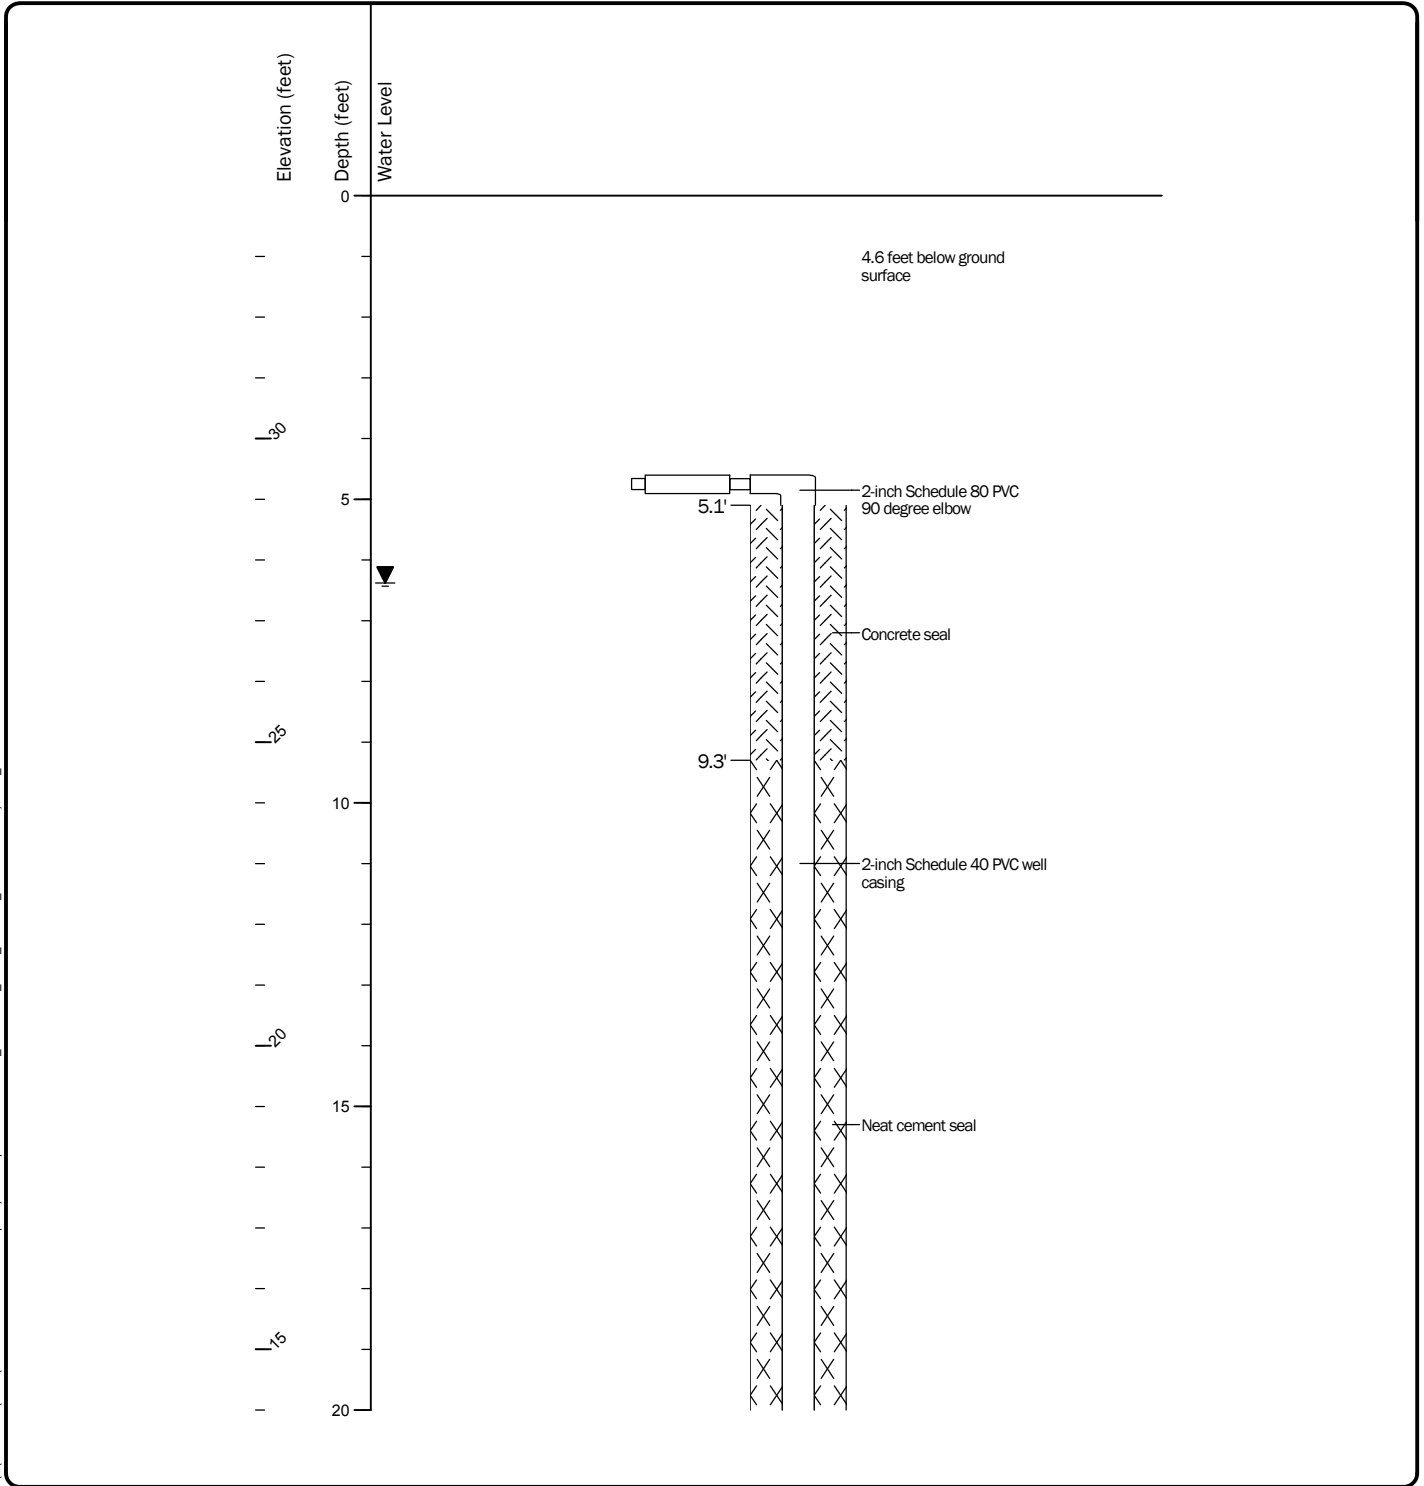 Elevation (feet)
Depth (feet)
Water Level
0
4.6 feet below ground
surface
30
2-inch Schedule 80 PVC
5
5.1'
90 degree elbow
Concrete seal
25
9.3'
10
2-inch Schedule 40 PVC well
casing
20
15
Neat cement seal
15
20